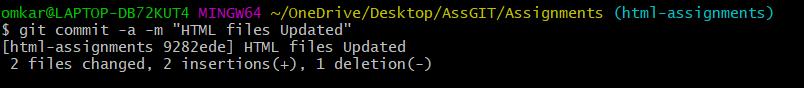 omkar@LAPTOP-DB72KUT4 MINGW64 ~/OneDrive/Desktop/AssGIT/Assignments (html-assignments)
$ git commit -a -m "HTML files Updated"
[html-assignments 9282ede] HTML files Updated
 2 files changed, 2 insertions(+), 1 deletion(-)